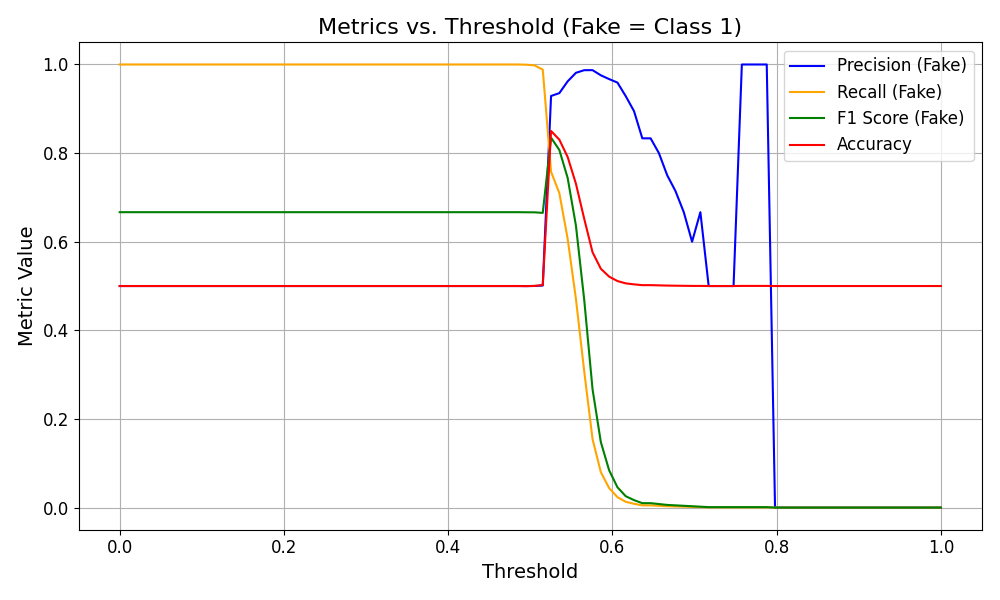 Metrics vs. Threshold (Fake = Class 1)
Precision (Fake)
Recall (Fake)
F1 Score (Fake)
Accuracy
Metric Value
1.0
0.8
0.6
0.4
0.2
0.0
0.0 0.2 0.4 0.6 0.8 1.0
Threshold